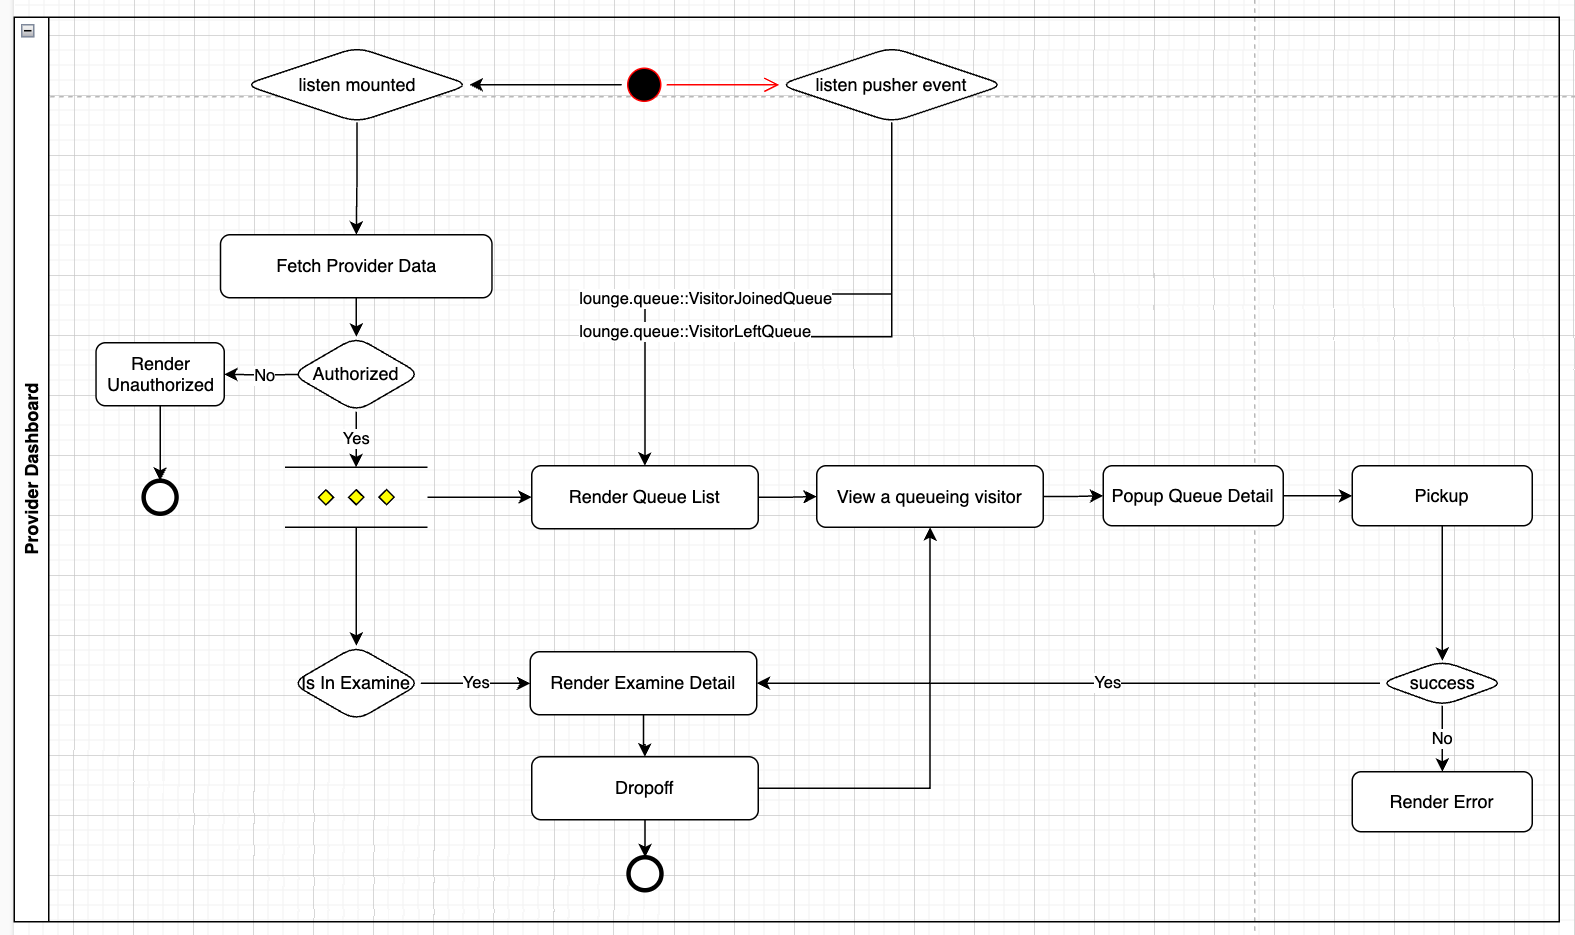 Provider Dashboard
listen mounted
listen pusher event
Fetch Provider Data
lounge.queue::VisitorJoinedQueue
lounge.queue::VisitorLeftQueue
Render
Unauthorized
No
Authorized
Yes
Render Queue List
View a queueing visitor
Popup Queue Detail
Pickup
Is In Examine
Yes
Render Examine Detail
Yes
success
No
Dropoff
Render Error